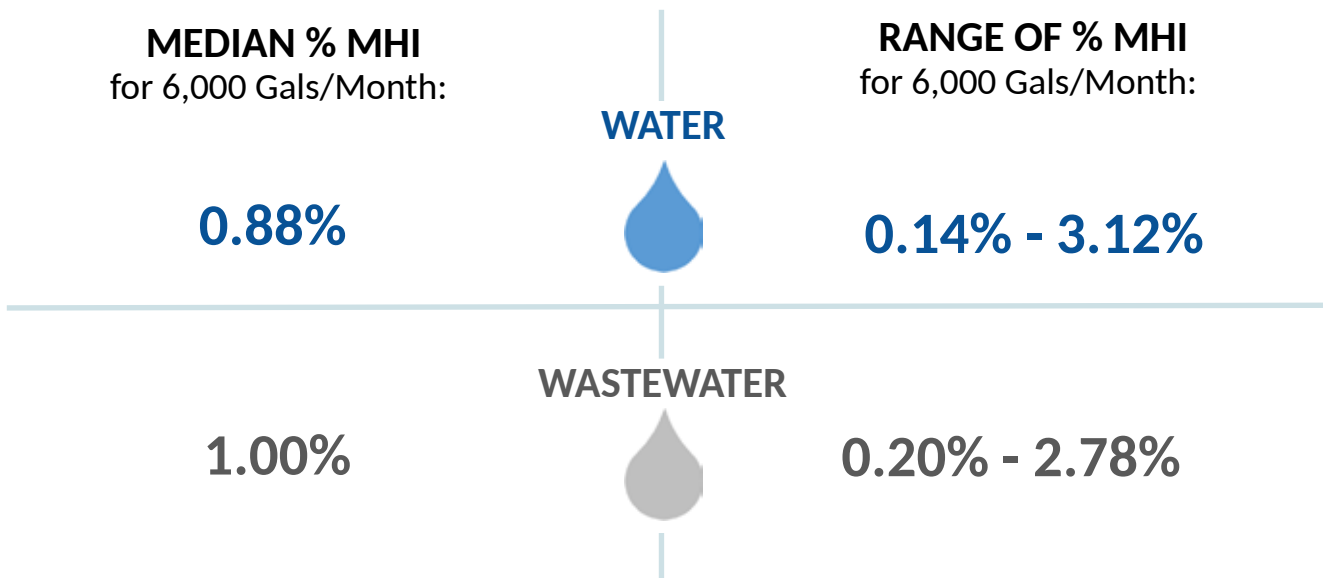 MEDIAN % MHI
for 6,000 Gals/Month:
RANGE OF % MHI
for 6,000 Gals/Month:
WATER
0.88%
0.14% - 3.12%
WASTEWATER
1.00%
0.20% - 2.78%